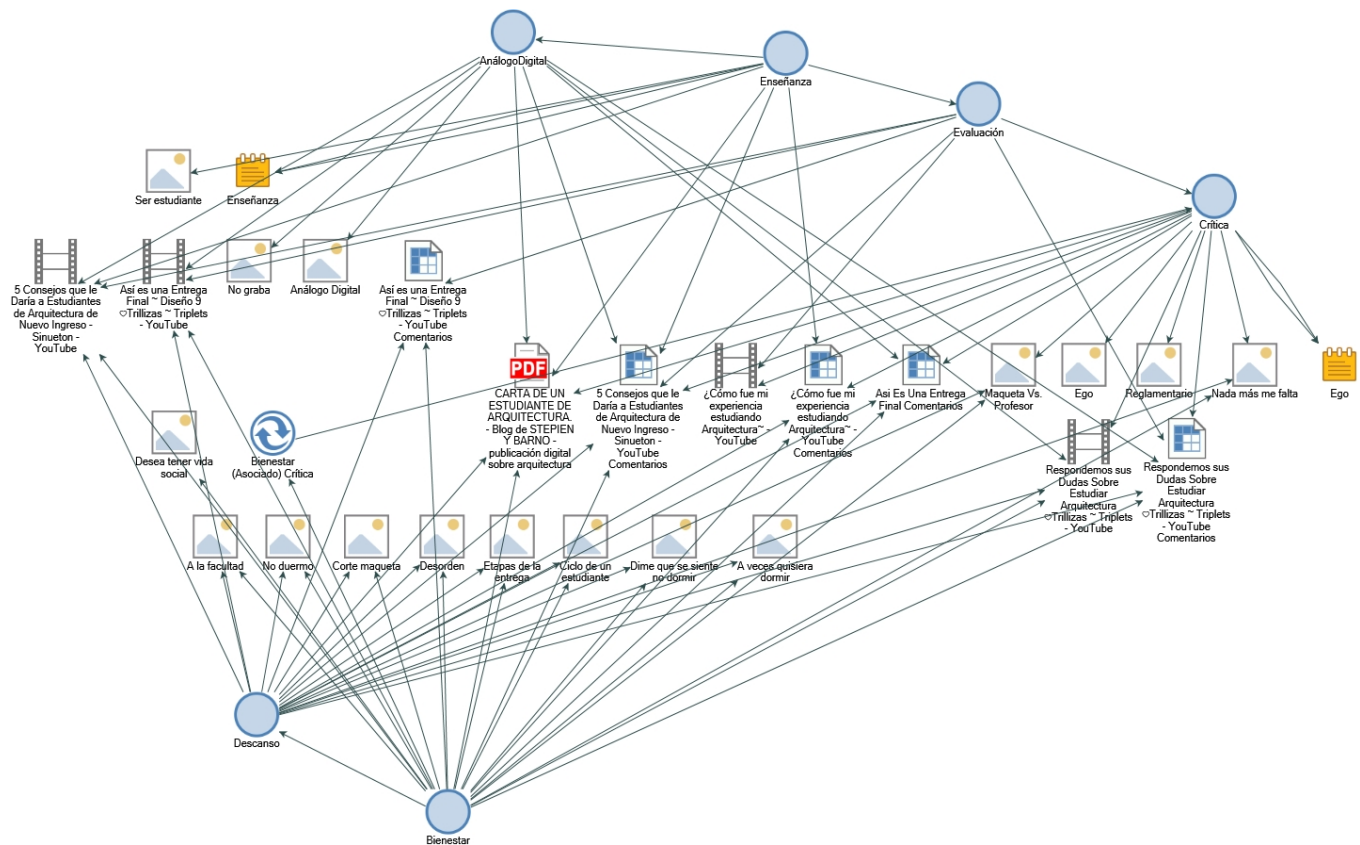 AnálogoDigital
Enseñanza
Evaluación
Crítica
Ser estudiante
Enseñanza
5 Consejos que le
Daría a Estudiantes
de Arquitectura de
Nuevo Ingreso -
Sinueton -
YouTube
Así es una Entrega
Final ~ Diseño 9
♡Trillizas ~ Triplets
- YouTube
No graba
Análogo Digital
Así es una Entrega
Final ~ Diseño 9
♡Trillizas ~ Triplets
- YouTube
Comentarios
PDF
CARTA DE UN
ESTUDIANTE DE
ARQUITECTURA.
- Blog de STEPIEN
Y BARNO -
publicación digital
sobre arquitectura
5 Consejos que le
Daría a Estudiantes
de Arquitectura de
Nuevo Ingreso -
Sinueton -
YouTube
Comentarios
¿Cómo fue mi
experiencia
estudiando
Arquitectura~ -
YouTube
¿Cómo fue mi
experiencia
estudiando
Arquitectura~ -
YouTube
Comentarios
Asi Es Una Entrega
Final Comentarios
Maqueta Vs.
Profesor
Ego
Reglamentario
Nada más me falta
Ego
Desea tener vida
social
Bienestar
(Asociado) Crítica
Respondemos sus
Dudas Sobre
Estudiar
Arquitectura
♡Trillizas ~ Triplets
- YouTube
Respondemos sus
Dudas Sobre
Estudiar
Arquitectura
♡Trillizas ~ Triplets
- YouTube
Comentarios
A la facultad
No duermo
Corte maqueta
Desorden
Etapas de la
entrega
Ciclo de un
estudiante
Dime que se siente
no dormir
A veces quisiera
dormir
Descanso
Bienestar